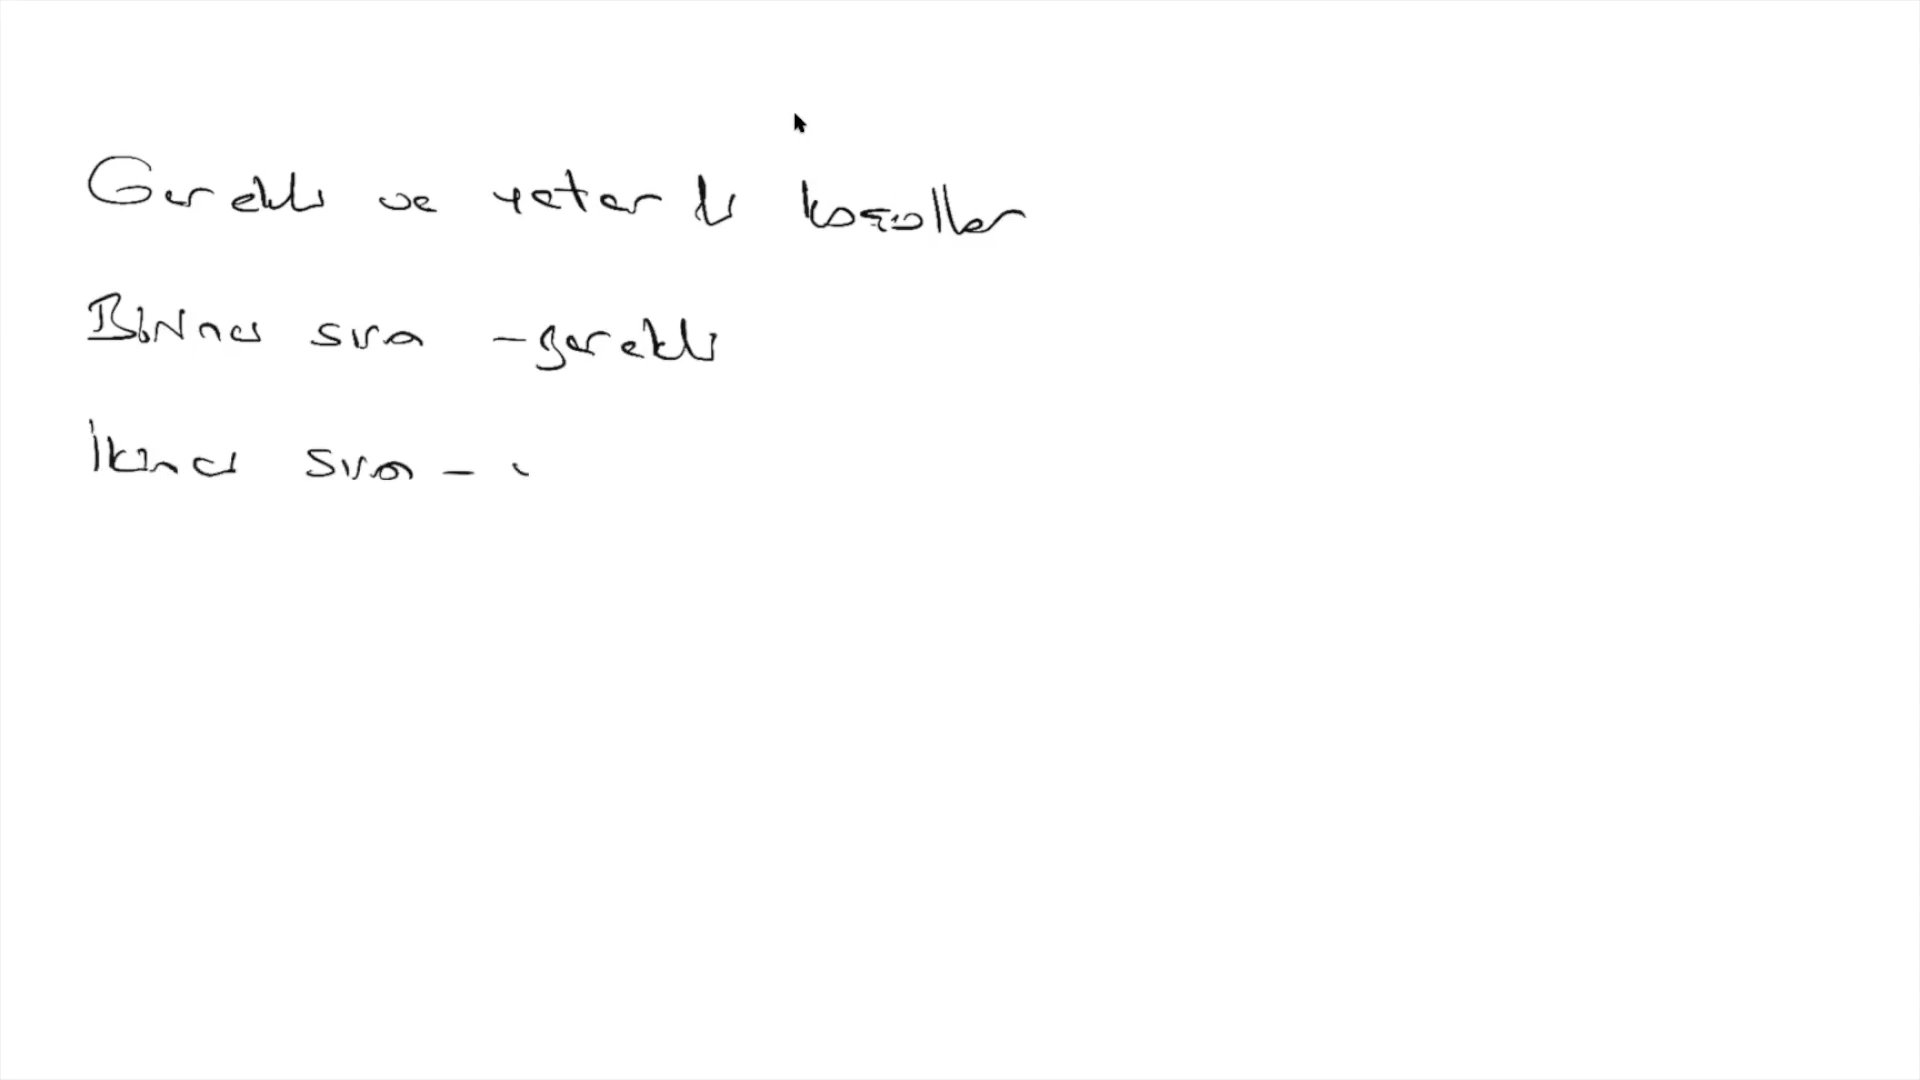 Gerekli ve yeterli koşullar
Birinci sıra - gerekli
İkinci sıra -